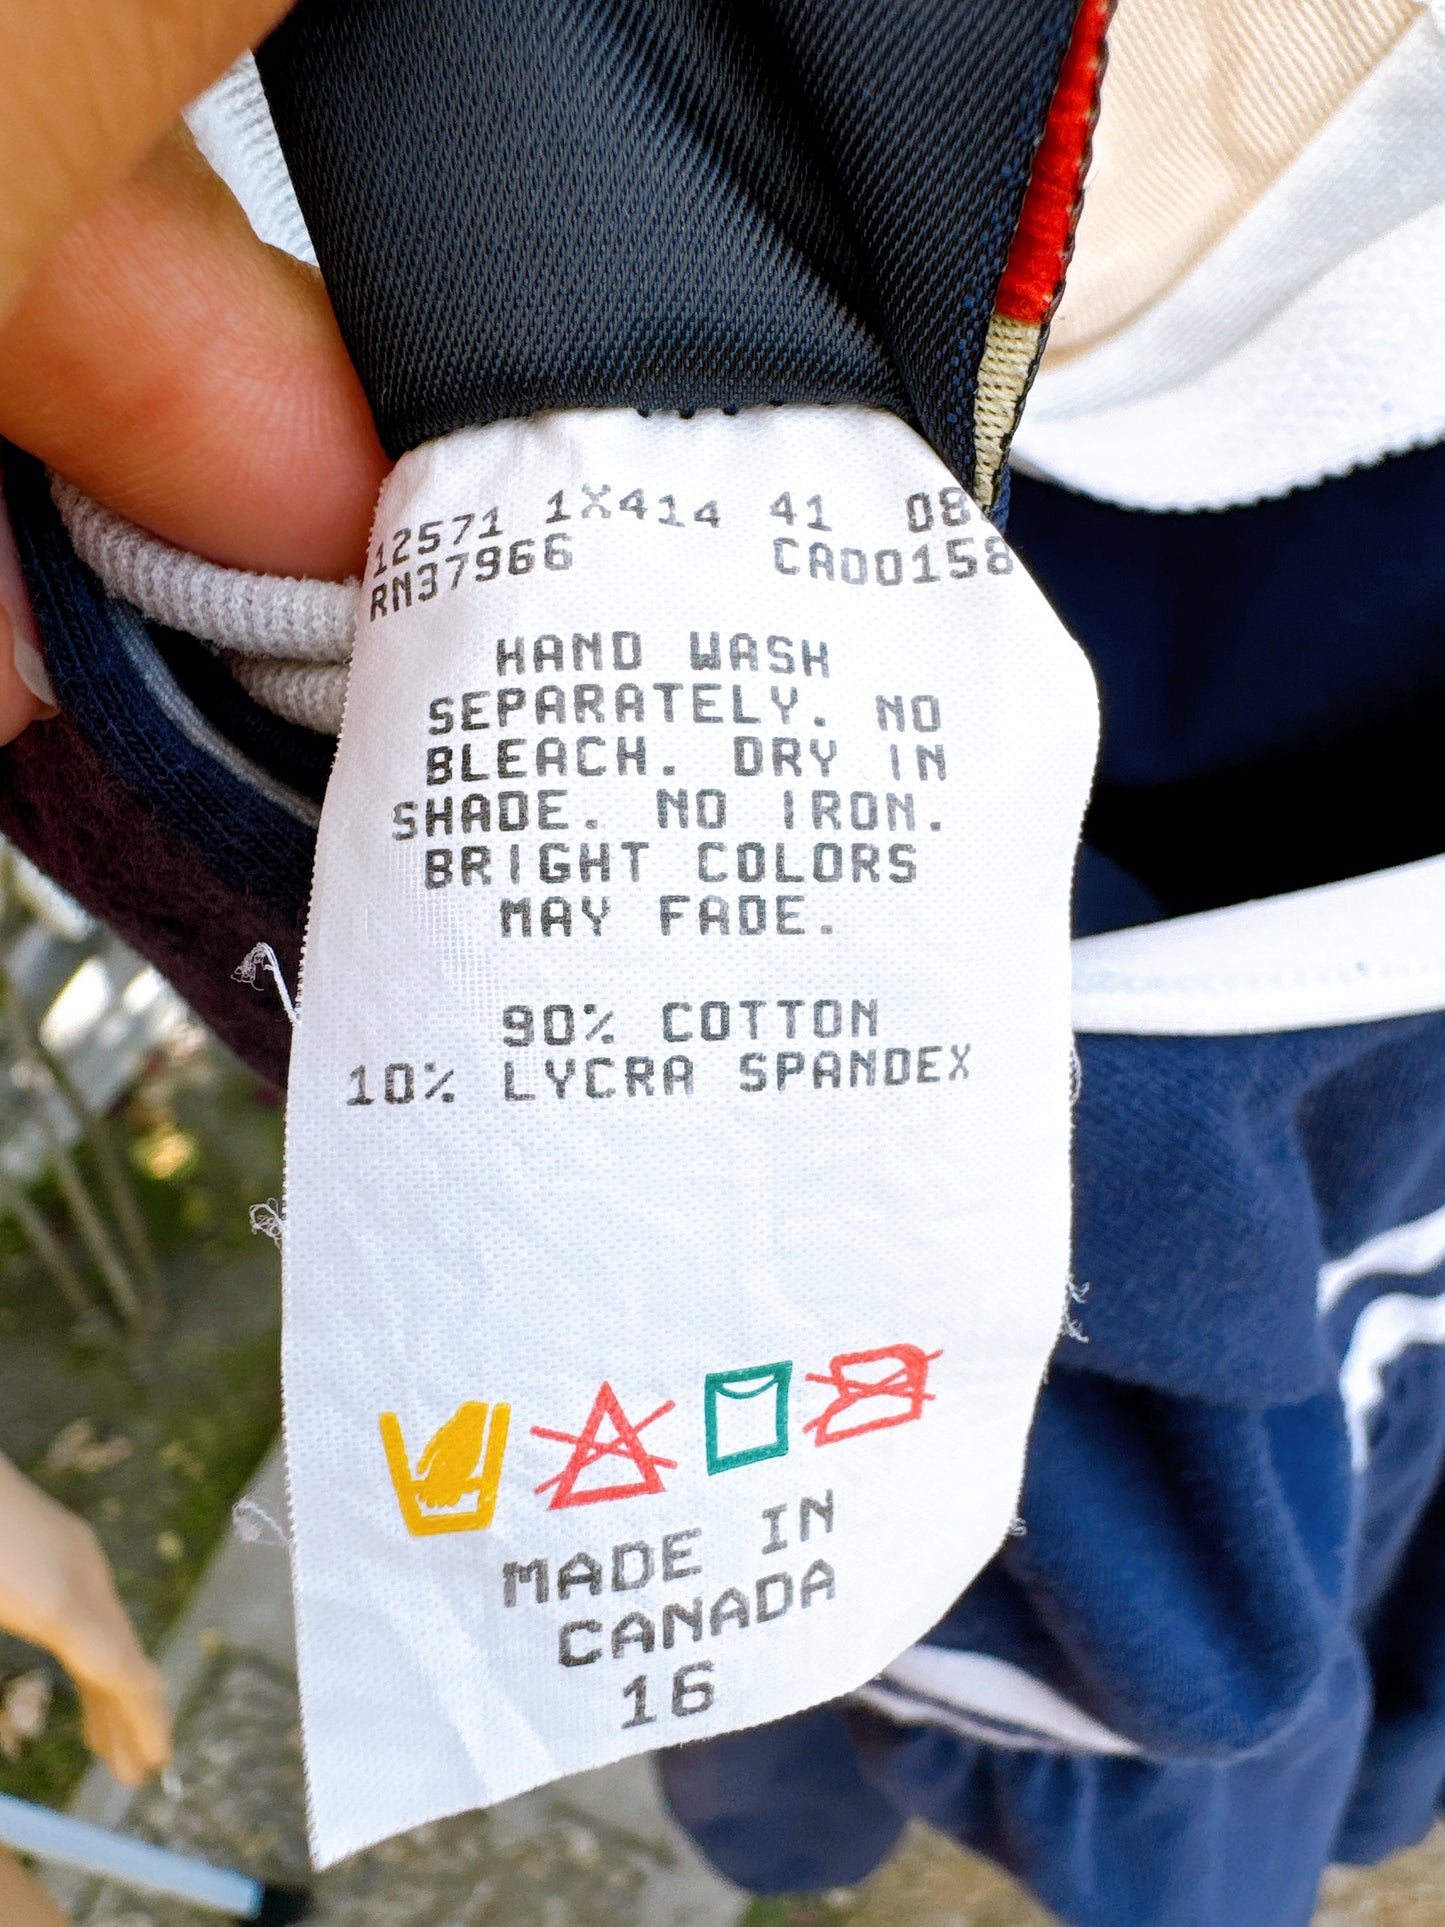 12571 1X414 41 08
RN37966 CA00158
HAND WASH
SEPARATELY. NO
BLEACH. DRY IN
SHADE. NO IRON.
BRIGHT COLORS
MAY FADE.
90% COTTON
10% LYCRA SPANDEX
MADE IN
CANADA
16